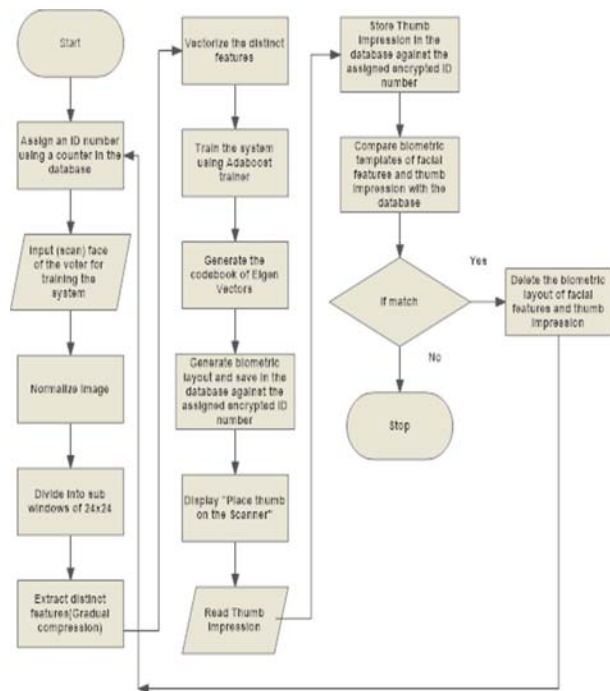 Start
Assign an ID number
using a counter in the
database
Input (scan) face
of the voter for
training the
system
Normalize Image
Divide into sub
windows of 24x24
Extract distinct
features(Gradual
compression)
Vectorize the distinct
features
Train the system
using Adaboost
trainer
Generate the
codebook of Eigen
Vectors
Generate biometric
layout and save in the
database against the
assigned encrypted ID
number
Display "Place thumb
on the Scanner"
Read Thumb
Impression
Store Thumb
Impression in the
database against the
assigned encrypted ID
number
Compare biometric
templates of facial
features and thumb
Impression with the
database
If match
Yes
No
Delete the biometric
layout of facial
features and thumb
Impression
Stop